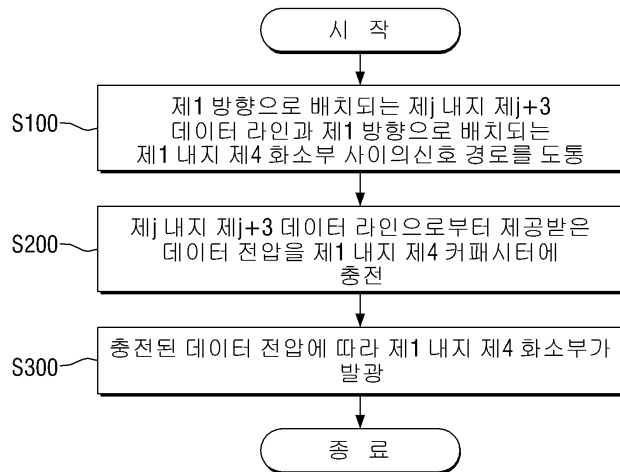 시 작
S100
제1 방향으로 배치되는 제j 내지 제j+3
데이터 라인과 제1 방향으로 배치되는
제1 내지 제4 화소부 사이의신호 경로를 도통
S200
제j 내지 제j+3 데이터 라인으로부터 제공받은
데이터 전압을 제1 내지 제4 커패시터에
충전
S300
충전된 데이터 전압에 따라 제1 내지 제4 화소부가
발광
종 료